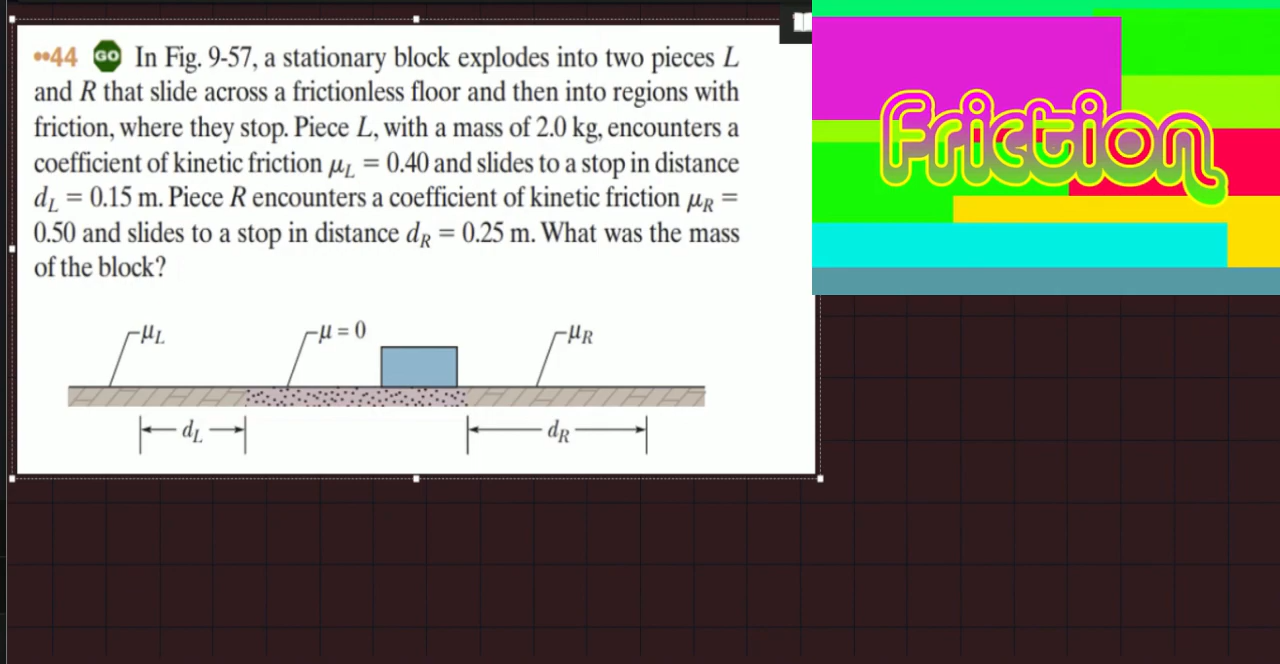 ••44 GO In Fig. 9-57, a stationary block explodes into two pieces L
and R that slide across a frictionless floor and then into regions with
friction, where they stop. Piece L, with a mass of 2.0 kg, encounters a
coefficient of kinetic friction μL = 0.40 and slides to a stop in distance
dL = 0.15 m. Piece R encounters a coefficient of kinetic friction μR =
0.50 and slides to a stop in distance dR = 0.25 m. What was the mass
of the block?
μL
μ = 0
μR
dL
dR
Friction